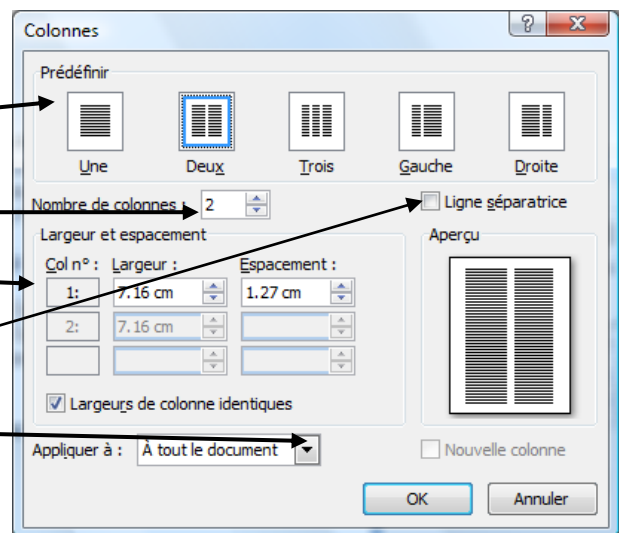 Colonnes
Prédéfinir
Une Deux Trois Gauche Droite
Nombre de colonnes : 2 Ligne séparatrice
Largeur et espacement Aperçu
Col n° : Largeur : Espacement :
1: 7.16 cm 1.27 cm
2: 7.16 cm
Largeurs de colonne identiques
Appliquer à : À tout le document Nouvelle colonne
OK Annuler